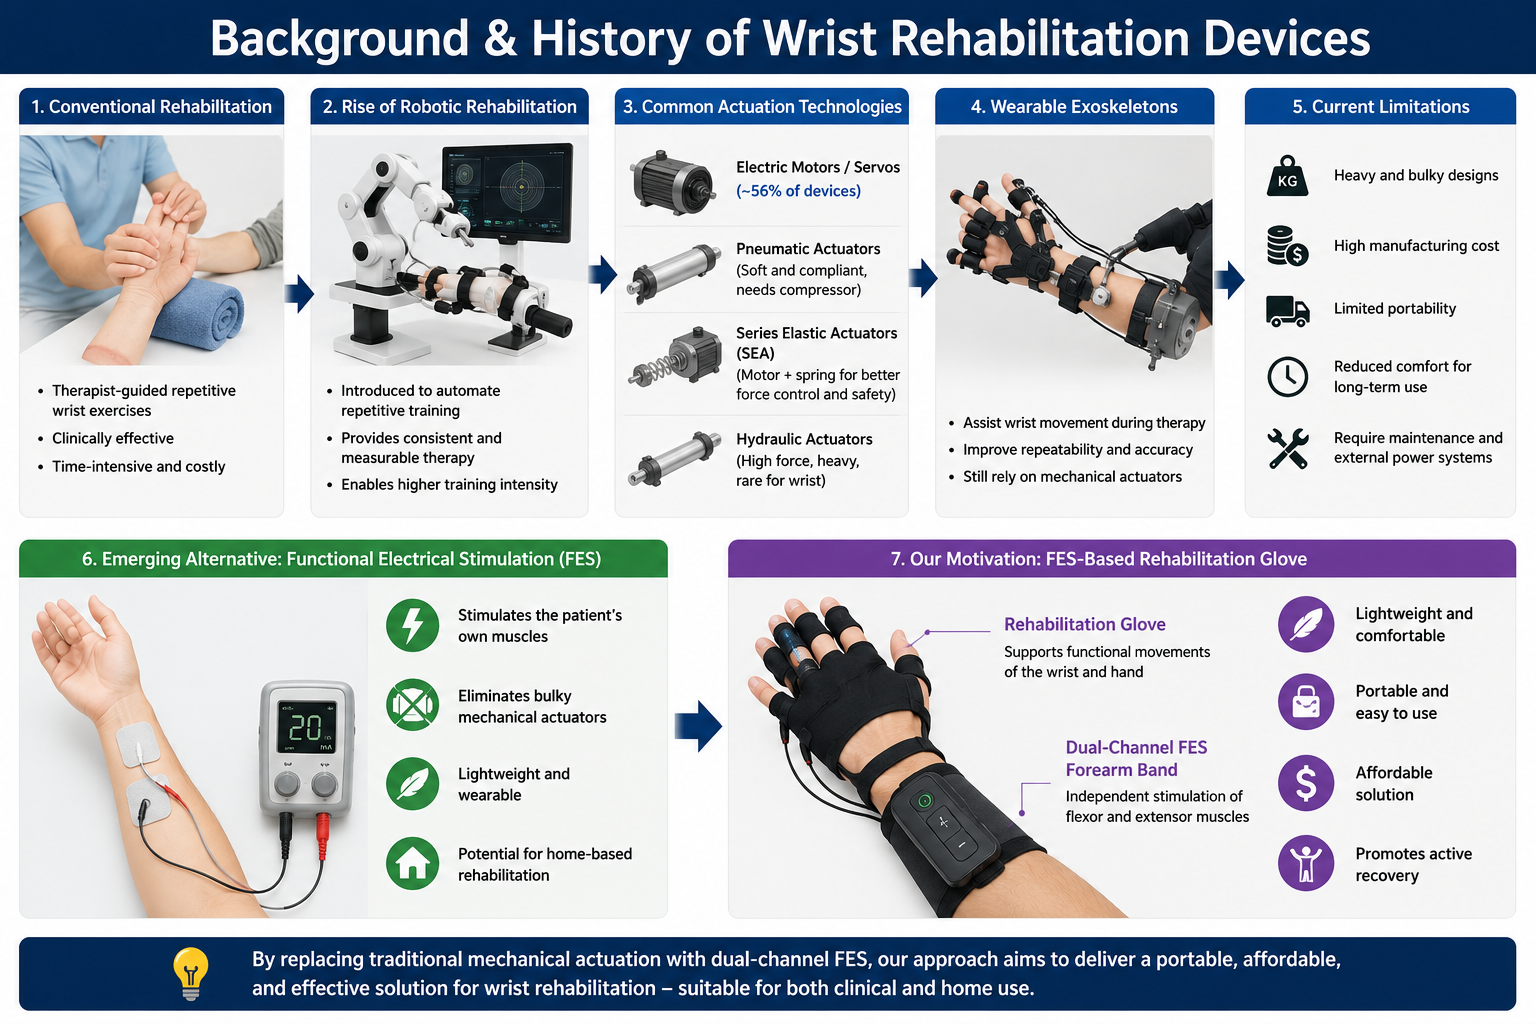 Background & History of Wrist Rehabilitation Devices
1. Conventional Rehabilitation
• Therapist-guided repetitive
wrist exercises
• Clinically effective
• Time-intensive and costly
2. Rise of Robotic Rehabilitation
• Introduced to automate
repetitive training
• Provides consistent and
measurable therapy
• Enables higher training intensity
3. Common Actuation Technologies
Electric Motors / Servos
(~56% of devices)
Pneumatic Actuators
(Soft and compliant,
needs compressor)
Series Elastic Actuators
(SEA)
(Motor + spring for better
force control and safety)
Hydraulic Actuators
(High force, heavy,
rare for wrist)
4. Wearable Exoskeletons
• Assist wrist movement during therapy
• Improve repeatability and accuracy
• Still rely on mechanical actuators
5. Current Limitations
KG
Heavy and bulky designs
$
High manufacturing cost
Limited portability
Reduced comfort for
long-term use
Require maintenance and
external power systems
6. Emerging Alternative: Functional Electrical Stimulation (FES)
20
mA
Stimulates the patient's
own muscles
Eliminates bulky
mechanical actuators
Lightweight and
wearable
Potential for home-based
rehabilitation
7. Our Motivation: FES-Based Rehabilitation Glove
Rehabilitation Glove
Supports functional movements
of the wrist and hand
Dual-Channel FES
Forearm Band
Independent stimulation of
flexor and extensor muscles
Lightweight and
comfortable
Portable and
easy to use
$
Affordable
solution
Promotes active
recovery
By replacing traditional mechanical actuation with dual-channel FES, our approach aims to deliver a portable, affordable,
and effective solution for wrist rehabilitation – suitable for both clinical and home use.